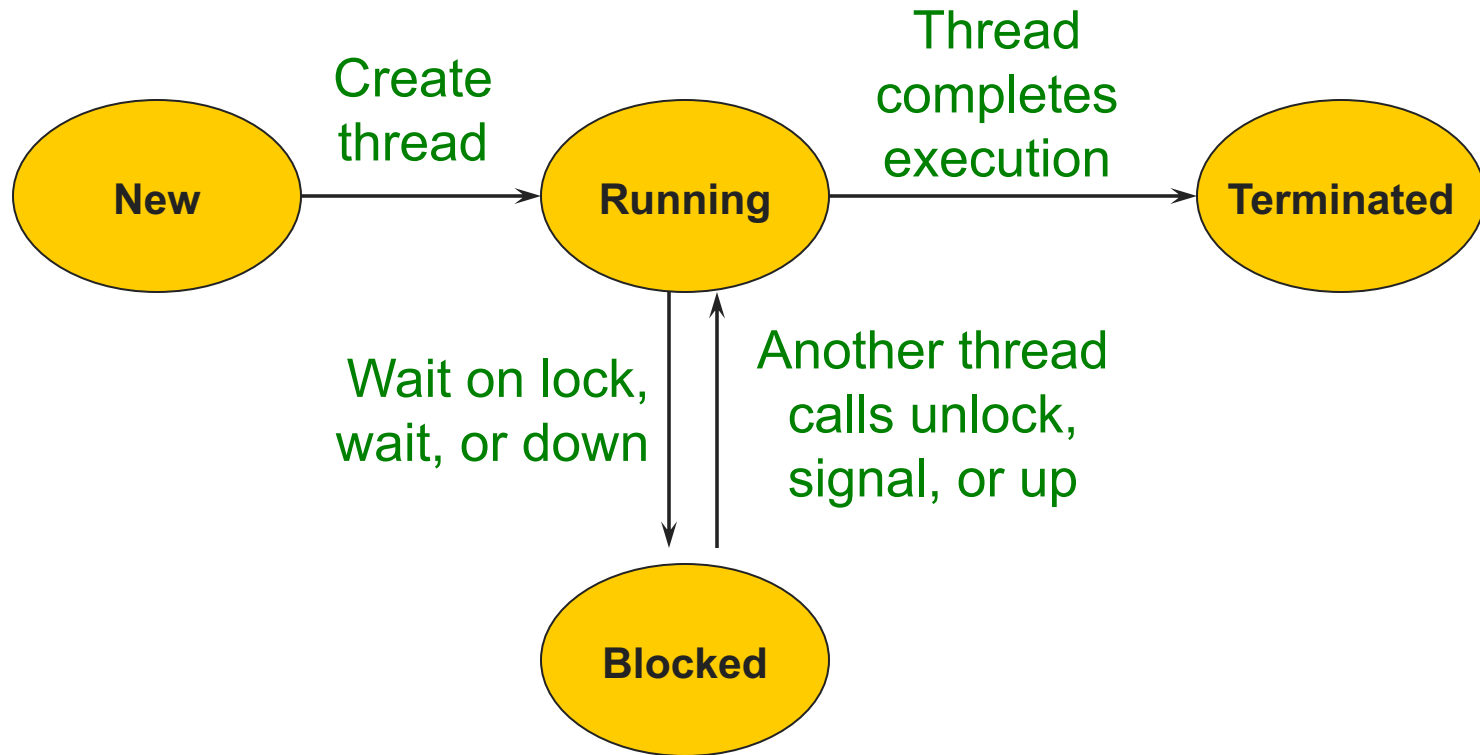 Create
thread
Thread
completes
execution
New
Running
Terminated
Wait on lock,
wait, or down
Another thread
calls unlock,
signal, or up
Blocked